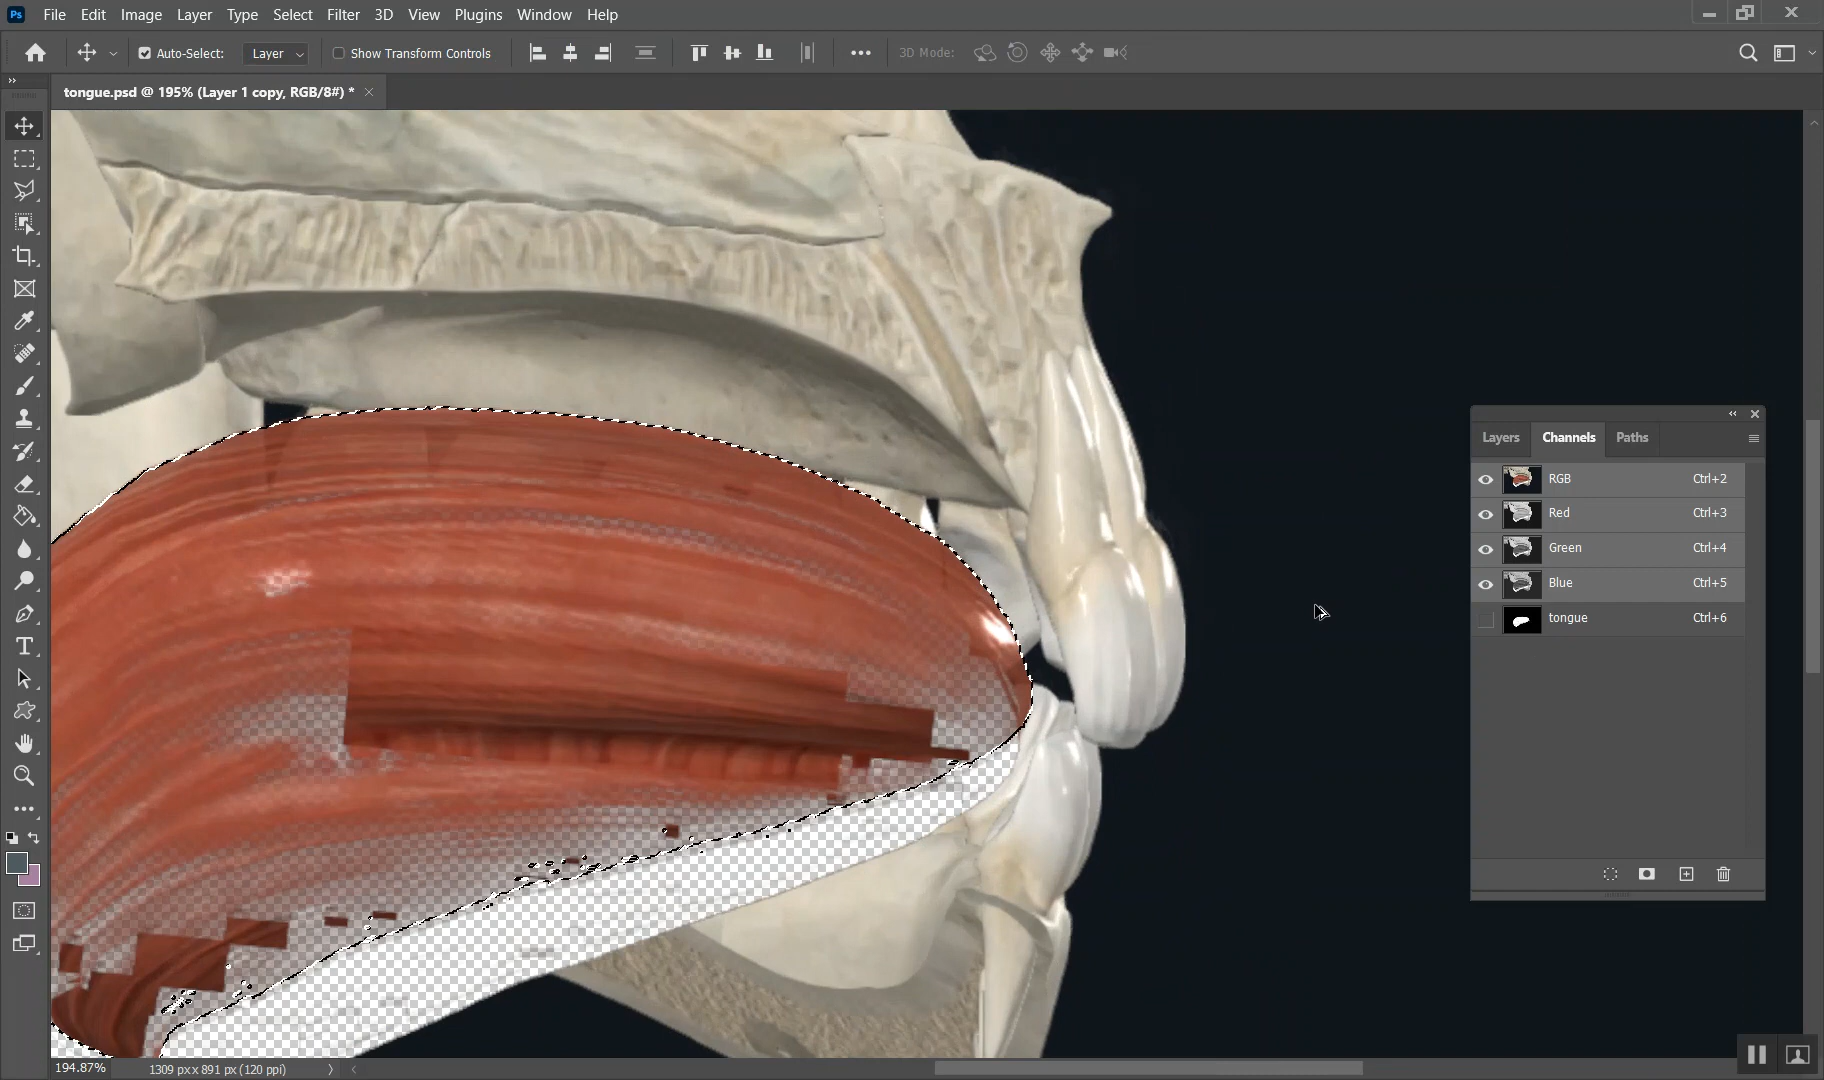 Ps File Edit Image Layer Type Select Filter 3D View Plugins Window Help
Auto-Select: Layer Show Transform Controls 3D Mode:
tongue.psd @ 195% (Layer 1 copy, RGB/8#) *
Layers Channels Paths
RGB Ctrl+2
Red Ctrl+3
Green Ctrl+4
Blue Ctrl+5
tongue Ctrl+6
194.87% 1309 px x 891 px (120 ppi)